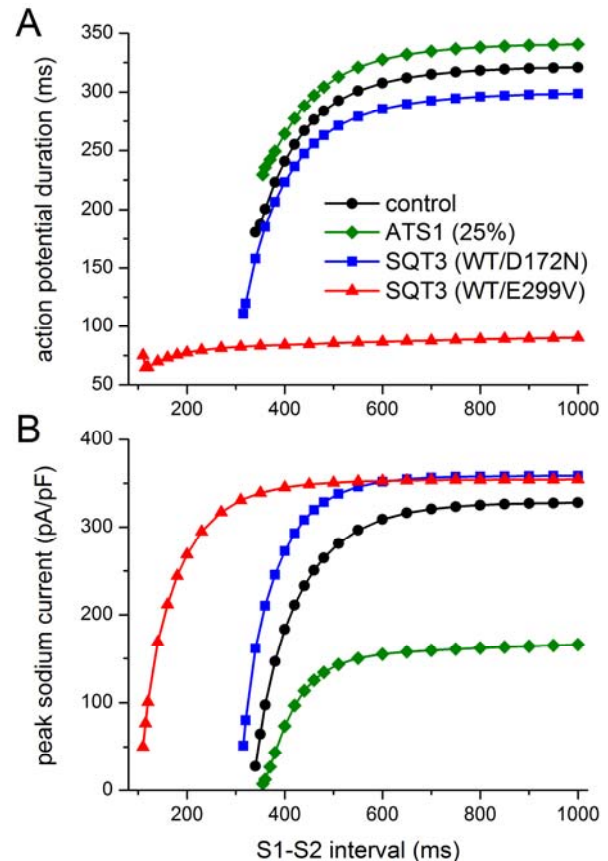 A
350
300
250
200
150
100
50
action potential duration (ms)
control
ATS1 (25%)
SQT3 (WT/D172N)
SQT3 (WT/E299V)
200 400 600 800 1000
B
400
300
200
100
0
peak sodium current (pA/pF)
200 400 600 800 1000
S1-S2 interval (ms)